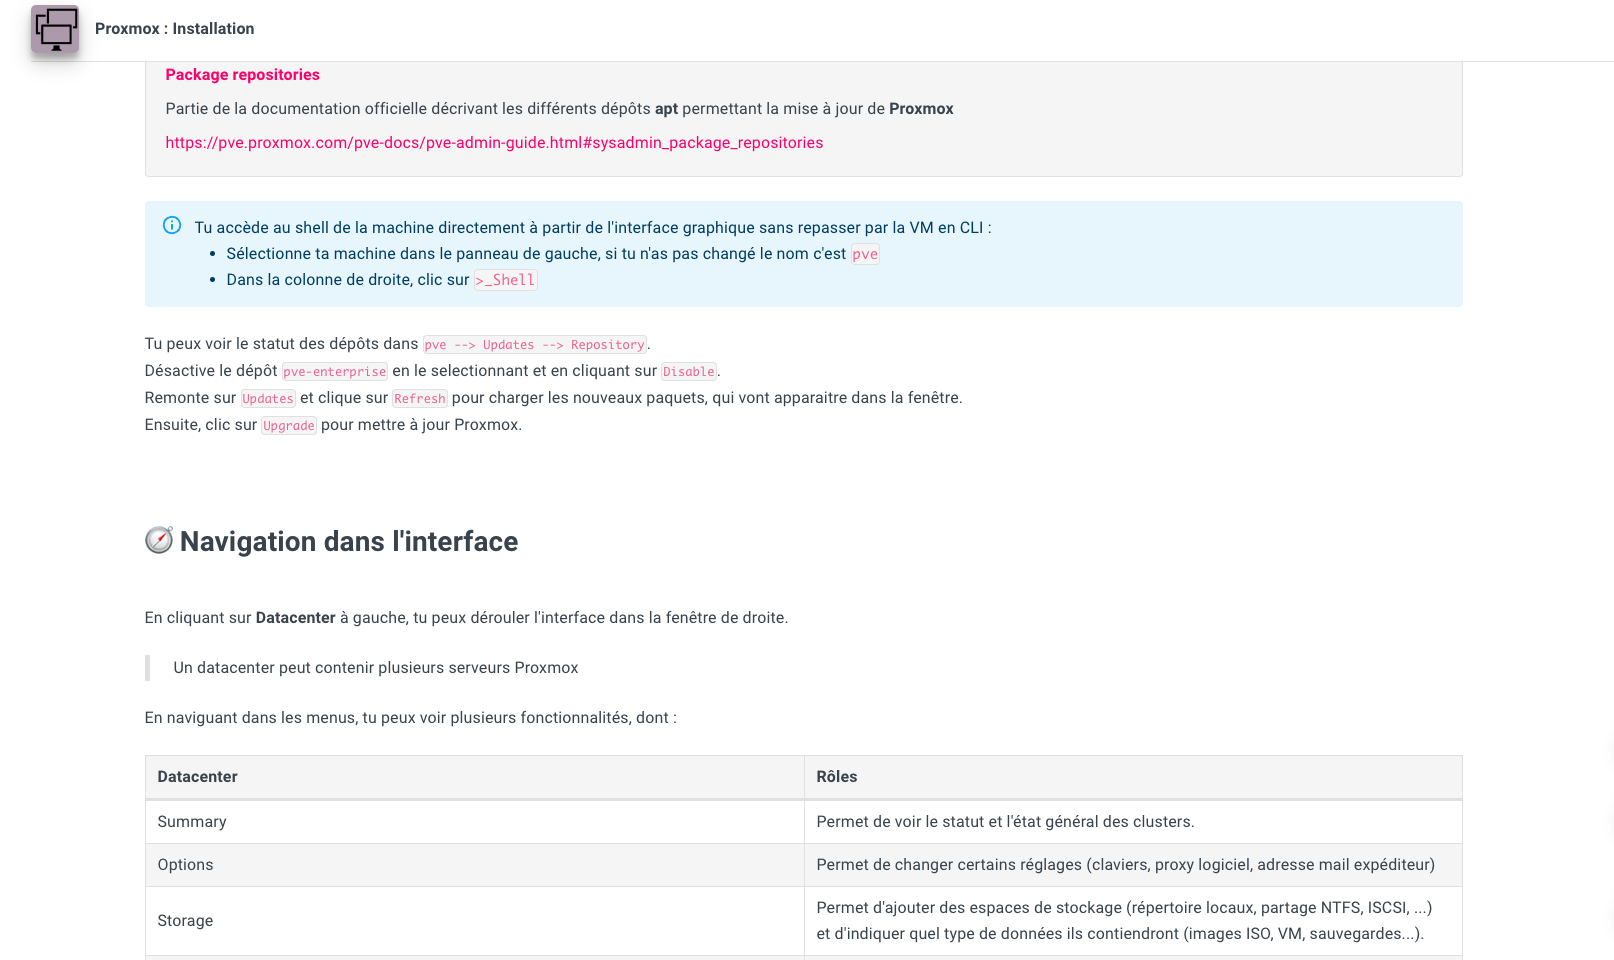 Proxmox : Installation
Package repositories
Partie de la documentation officielle décrivant les différents dépôts apt permettant la mise à jour de Proxmox
https://pve.proxmox.com/pve-docs/pve-admin-guide.html#sysadmin_package_repositories
Tu accède au shell de la machine directement à partir de l'interface graphique sans repasser par la VM en CLI :
• Sélectionne ta machine dans le panneau de gauche, si tu n'as pas changé le nom c'est pve
• Dans la colonne de droite, clic sur >_Shell
Tu peux voir le statut des dépôts dans pve --> Updates --> Repository.
Désactive le dépôt pve-enterprise en le selectionnant et en cliquant sur Disable.
Remonte sur Updates et clique sur Refresh pour charger les nouveaux paquets, qui vont apparaitre dans la fenêtre.
Ensuite, clic sur Upgrade pour mettre à jour Proxmox.
Navigation dans l'interface
En cliquant sur Datacenter à gauche, tu peux dérouler l'interface dans la fenêtre de droite.
Un datacenter peut contenir plusieurs serveurs Proxmox
En naviguant dans les menus, tu peux voir plusieurs fonctionnalités, dont :
Datacenter Rôles
Summary Permet de voir le statut et l'état général des clusters.
Options Permet de changer certains réglages (claviers, proxy logiciel, adresse mail expéditeur)
Storage Permet d'ajouter des espaces de stockage (répertoire locaux, partage NTFS, ISCSI, ...)
et d'indiquer quel type de données ils contiendront (images ISO, VM, sauvegardes...).